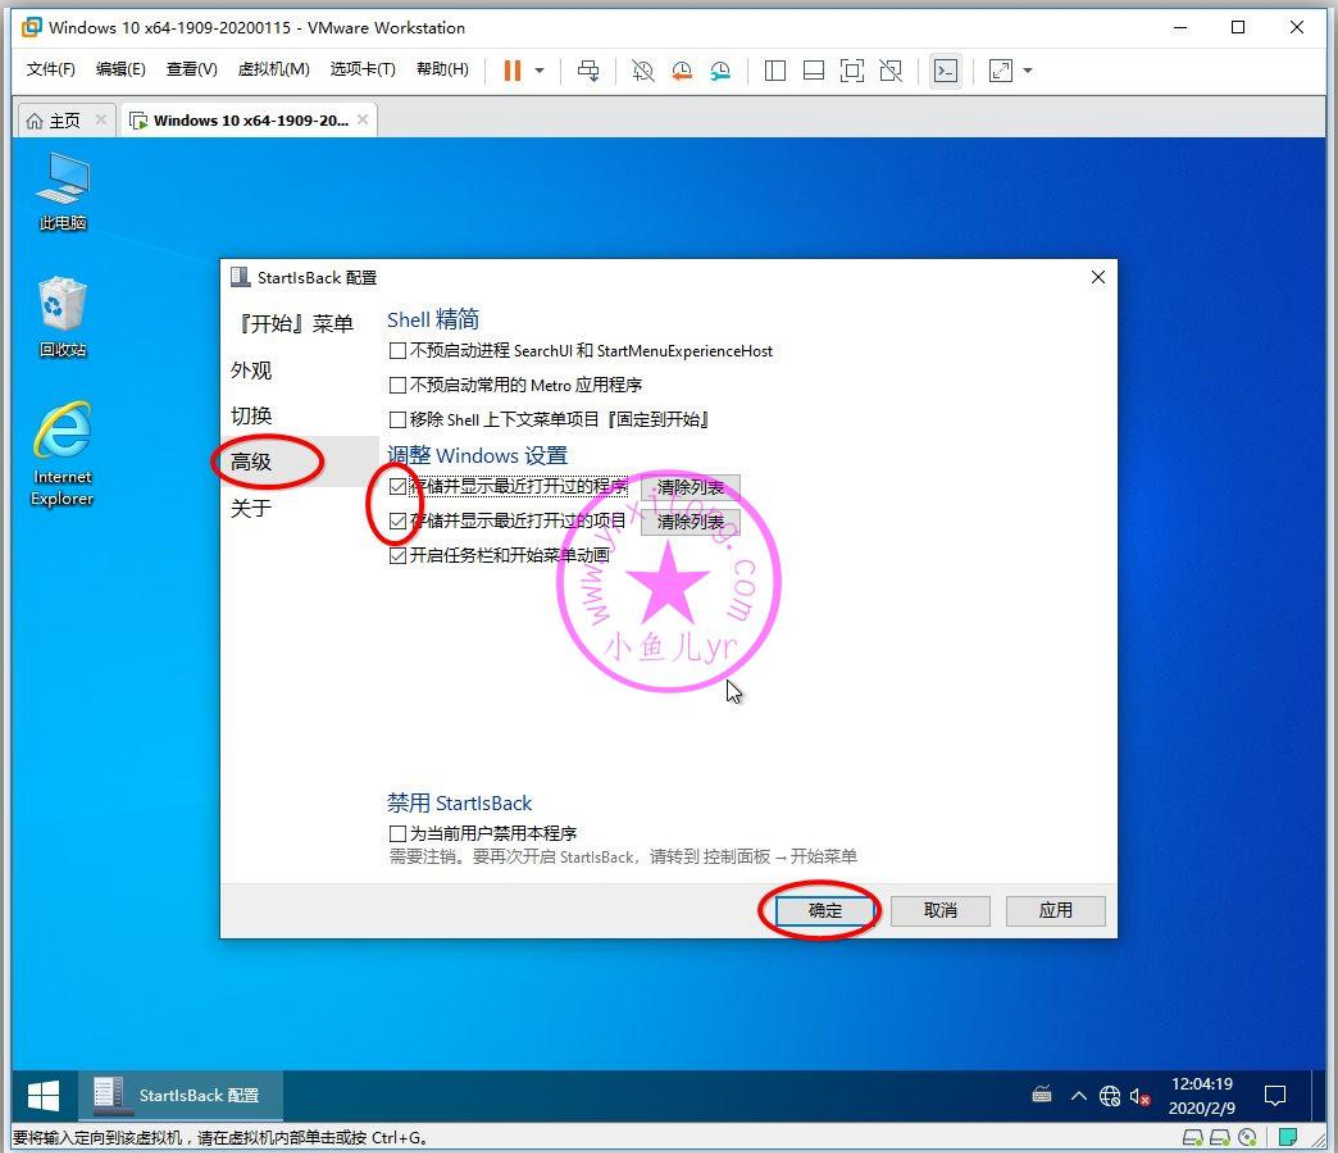 Windows 10 x64-1909-20200115 - VMware Workstation
文件(F) 编辑(E) 查看(V) 虚拟机(M) 选项卡(T) 帮助(H)
主页 Windows 10 x64-1909-20...
此电脑
回收站
Internet
Explorer
StartIsBack 配置
『开始』菜单
外观
切换
高级
关于
Shell 精简
不预启动进程 SearchUI 和 StartMenuExperienceHost
不预启动常用的 Metro 应用程序
移除 Shell 上下文菜单项目『固定到开始』
调整 Windows 设置
存储并显示最近打开过的程序 清除列表
存储并显示最近打开过的项目 清除列表
开启任务栏和开始菜单动画
www.yrxitong.com
小鱼儿yr
禁用 StartIsBack
为当前用户禁用本程序
需要注销。要再次开启 StartIsBack，请转到 控制面板 → 开始菜单
确定 取消 应用
StartIsBack 配置
12:04:19
2020/2/9
要将输入定向到该虚拟机，请在虚拟机内部单击或按 Ctrl+G。